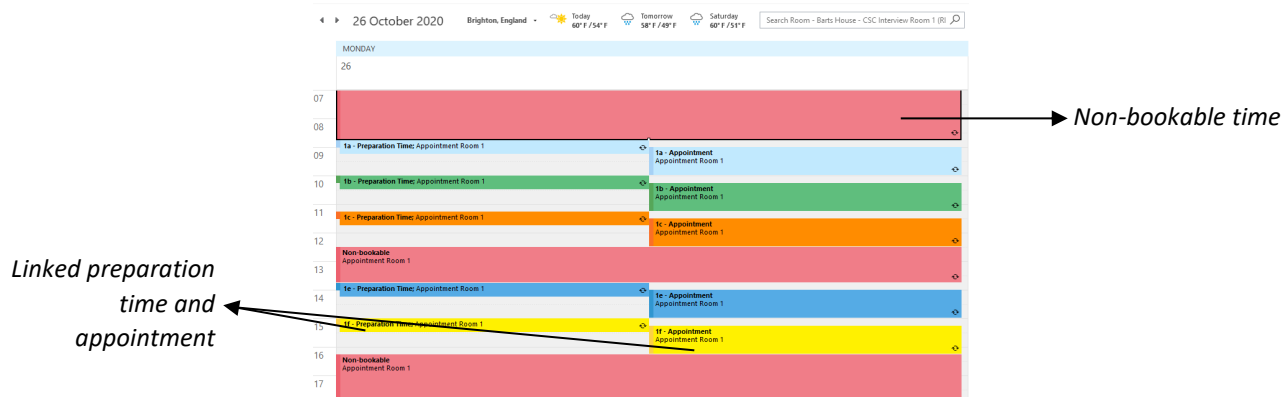 26 October 2020
Brighton, England
Today
60° F / 54° F
Tomorrow
58° F / 49° F
Saturday
60° F / 51° F
Search Room - Barts House - CSC Interview Room 1 (RI
MONDAY
26
07
Non-bookable time
08
1a - Preparation Time; Appointment Room 1
09
1a - Appointment
Appointment Room 1
10
1b - Preparation Time; Appointment Room 1
1b - Appointment
Appointment Room 1
11
1c - Preparation Time; Appointment Room 1
1c - Appointment
Appointment Room 1
12
Non-bookable
Appointment Room 1
13
1e - Preparation Time; Appointment Room 1
14
1e - Appointment
Appointment Room 1
Linked preparation
time and
appointment
15
1f - Preparation Time; Appointment Room 1
1f - Appointment
Appointment Room 1
16
Non-bookable
Appointment Room 1
17